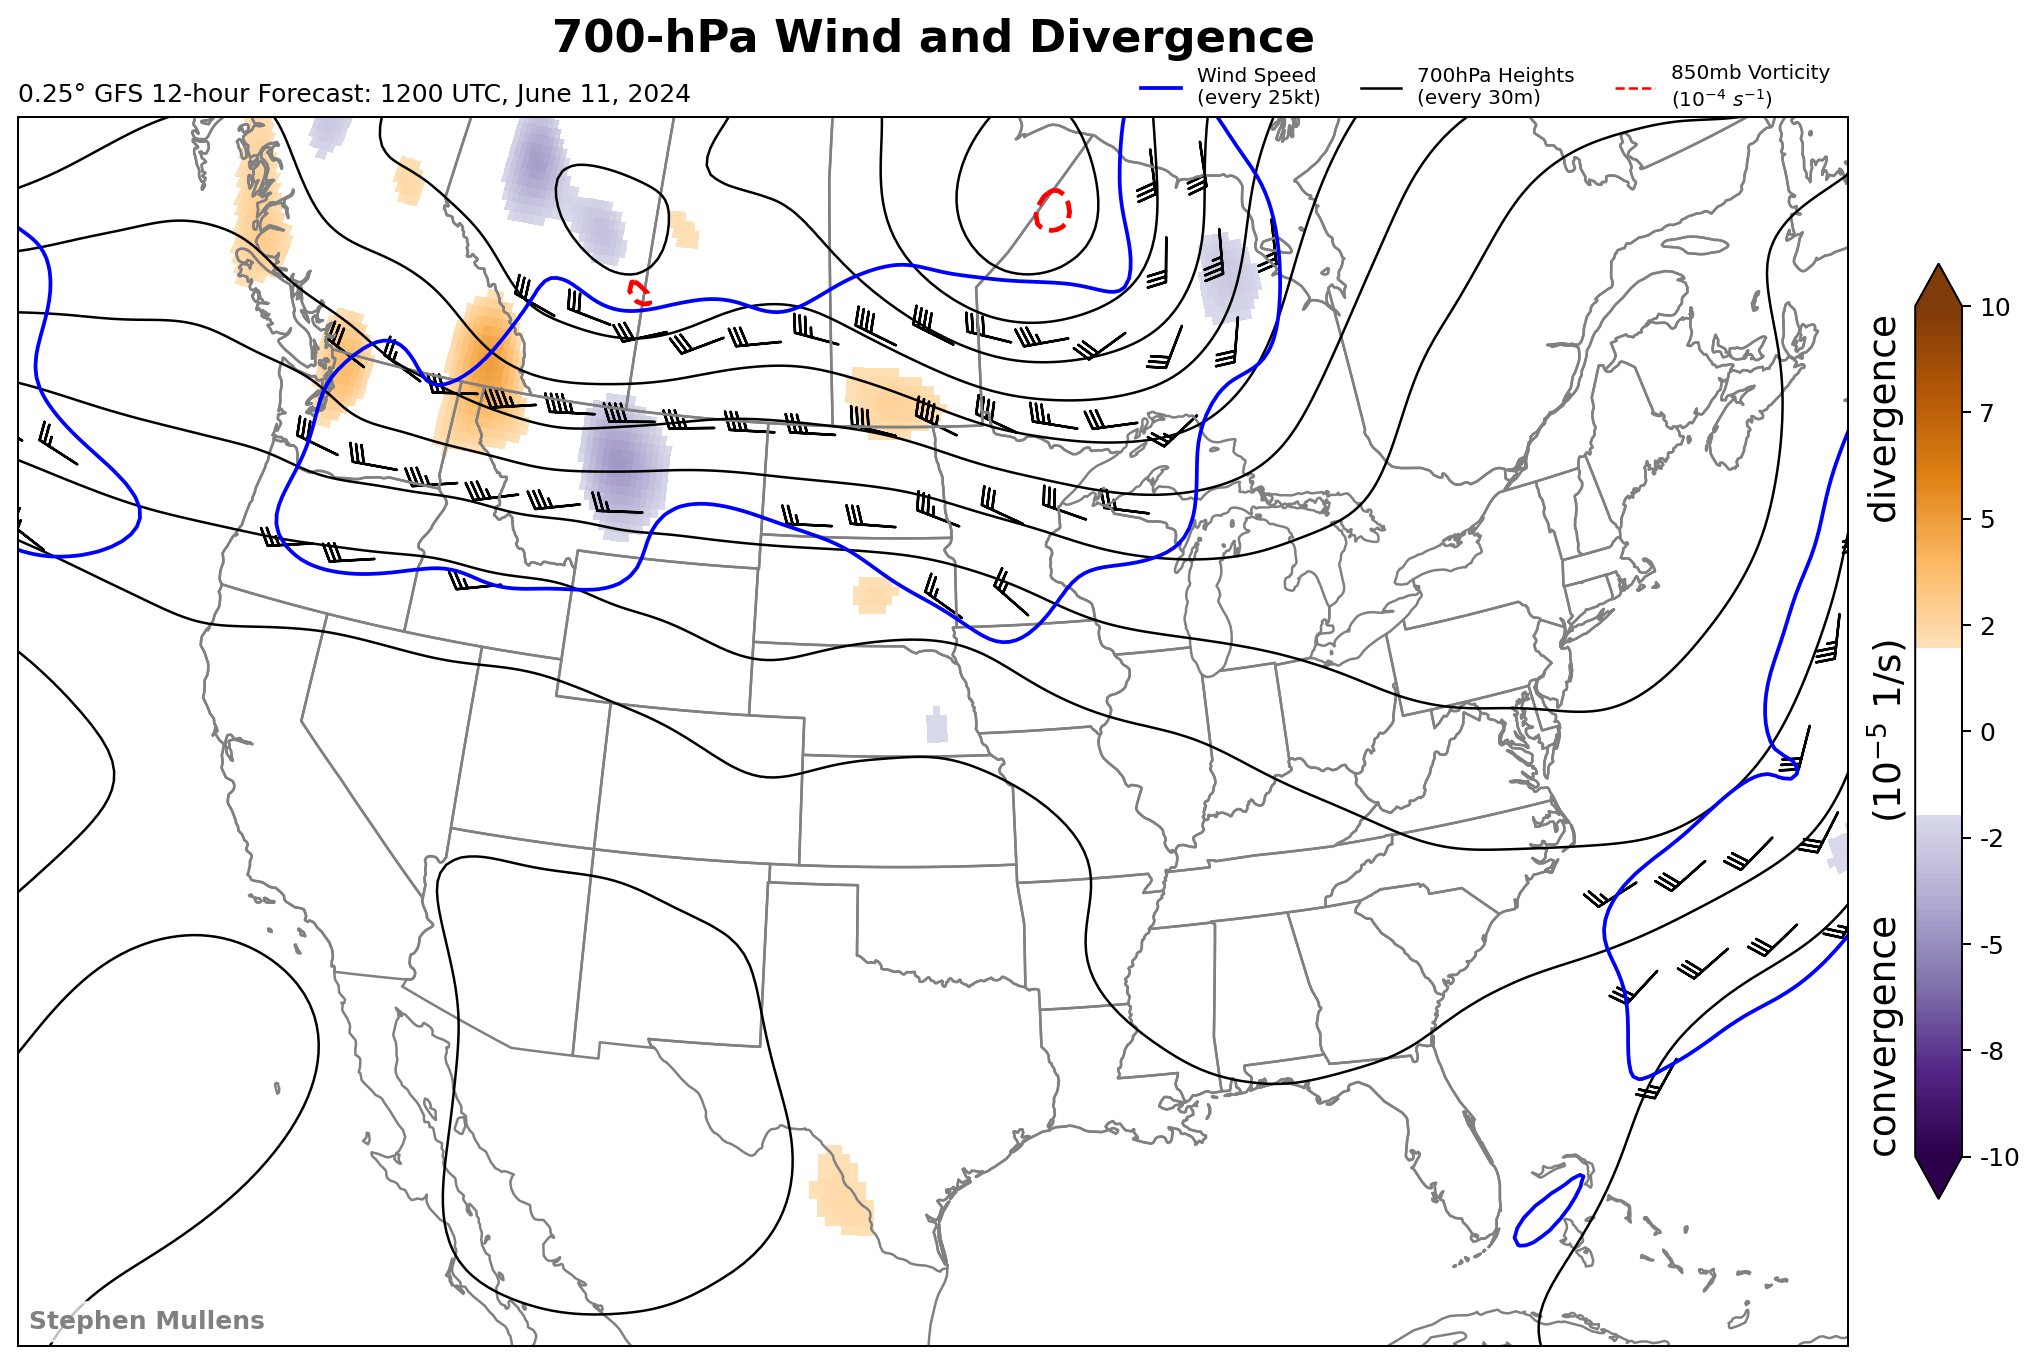 700-hPa Wind and Divergence
0.25° GFS 12-hour Forecast: 1200 UTC, June 11, 2024
Wind Speed
(every 25kt)
700hPa Heights
(every 30m)
850mb Vorticity
(10⁻⁴ s⁻¹)
10
7
5
2
0
-2
-5
-8
-10
convergence (10⁻⁵ 1/s) divergence
Stephen Mullens